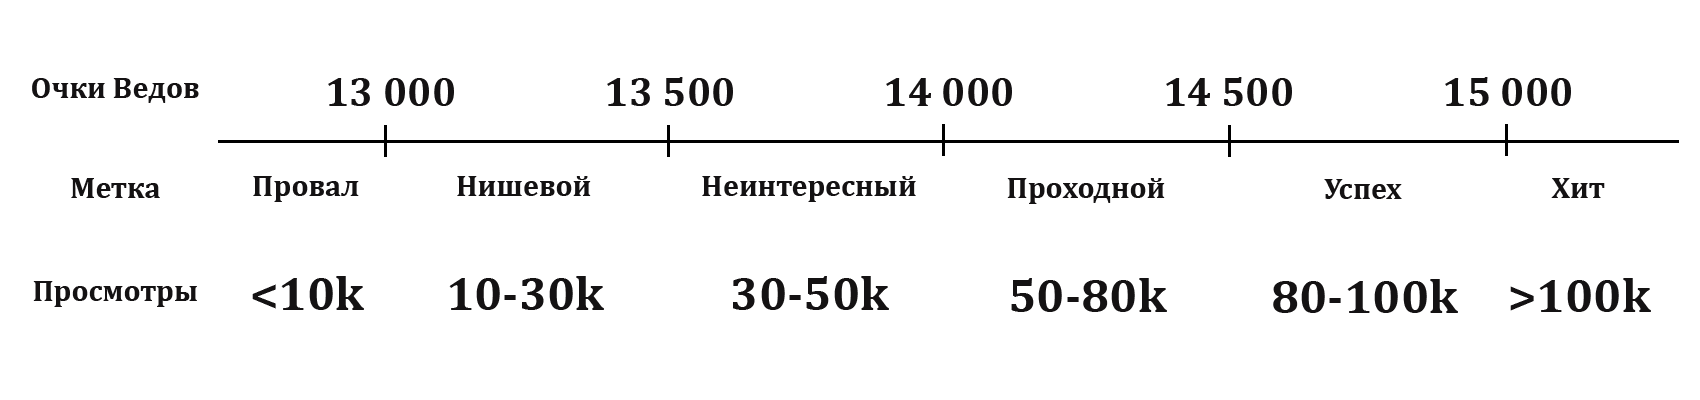 Очки Ведов 13 000 13 500 14 000 14 500 15 000
Метка Провал Нишевой Неинтересный Проходной Успех Хит
Просмотры <10k 10-30k 30-50k 50-80k 80-100k >100k